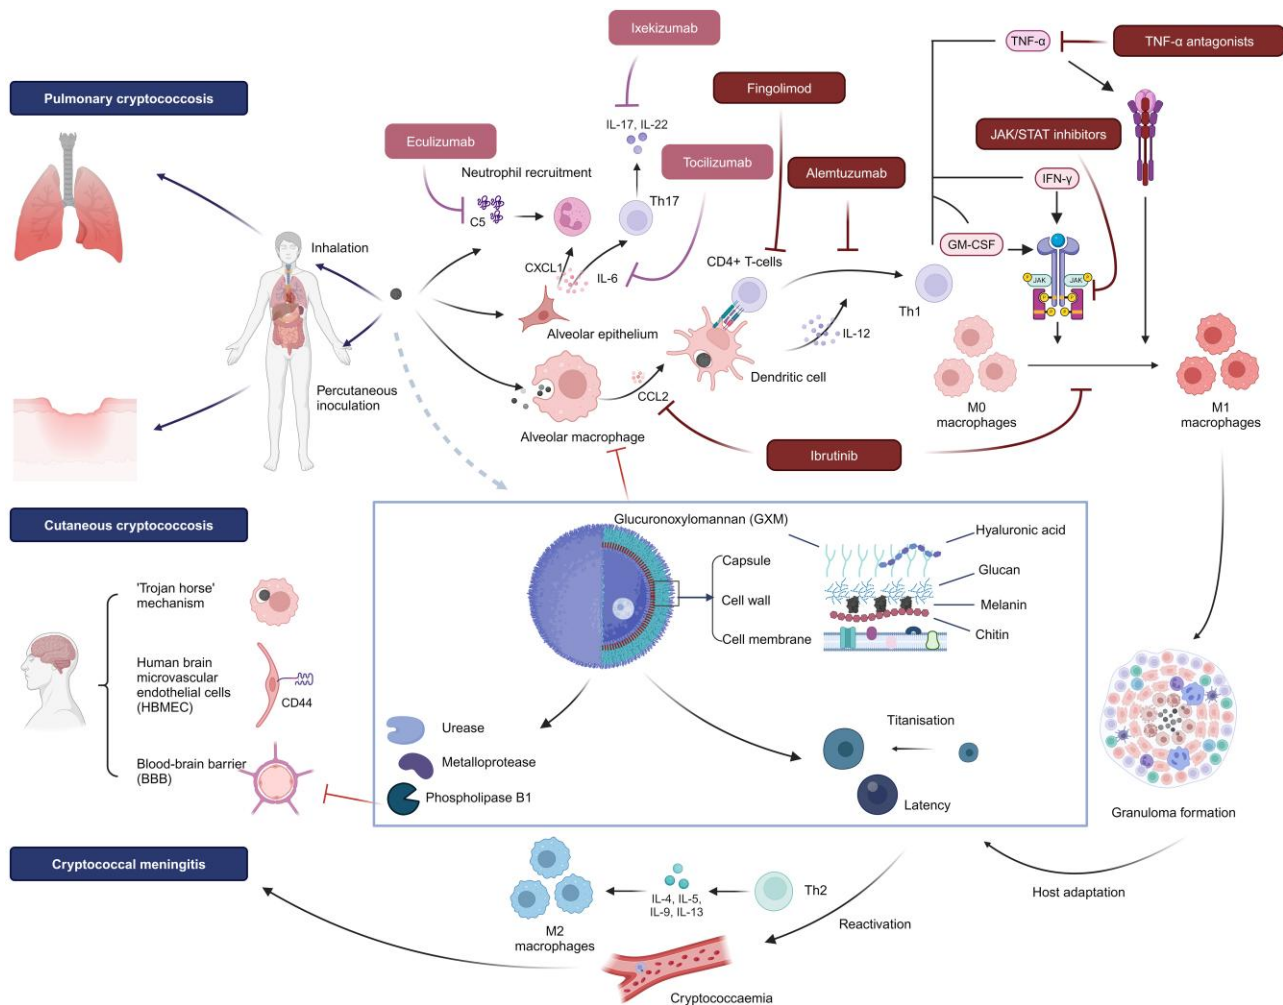 Ixekizumab
TNF-α
TNF-α antagonists
Pulmonary cryptococcosis
Fingolimod
IL-17, IL-22
JAK/STAT inhibitors
Eculizumab
Tocilizumab
Alemtuzumab
Neutrophil recruitment
IFN-γ
C5
Th17
GM-CSF
Inhalation
CXCL1
IL-6
CD4+ T-cells
JAK
JAK
P
P
P
P
P
P
Th1
Alveolar epithelium
IL-12
Dendritic cell
Percutaneous
inoculation
CCL2
M0
macrophages
M1
macrophages
Alveolar macrophage
Ibrutinib
Cutaneous cryptococcosis
Glucuronoxylomannan (GXM)
Hyaluronic acid
Capsule
Glucan
'Trojan horse'
mechanism
Cell wall
Melanin
Cell membrane
Chitin
Human brain
microvascular
endothelial cells
(HBMEC)
CD44
Urease
Titanisation
Metalloprotease
Blood-brain barrier
(BBB)
Phospholipase B1
Latency
Granuloma formation
Cryptococcal meningitis
Th2
IL-4, IL-5,
IL-9, IL-13
Host adaptation
M2
macrophages
Reactivation
Cryptococcaemia